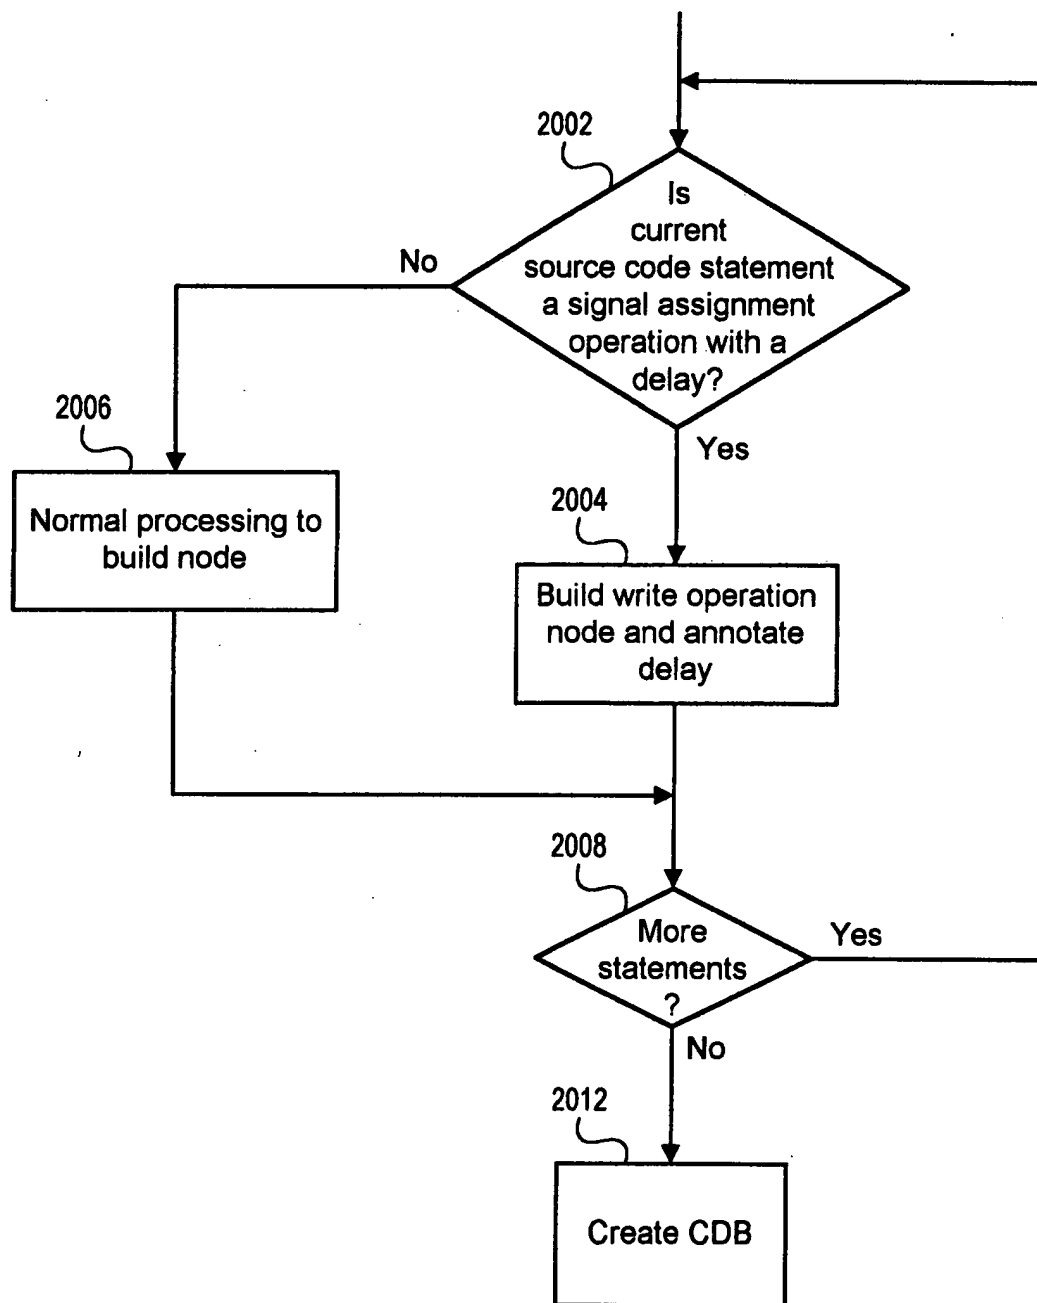 2002
Is
current
source code statement
a signal assignment
operation with a
delay?
No
Yes
2006
Normal processing to
build node
2004
Build write operation
node and annotate
delay
2008
More
statements
?
Yes
No
2012
Create CDB